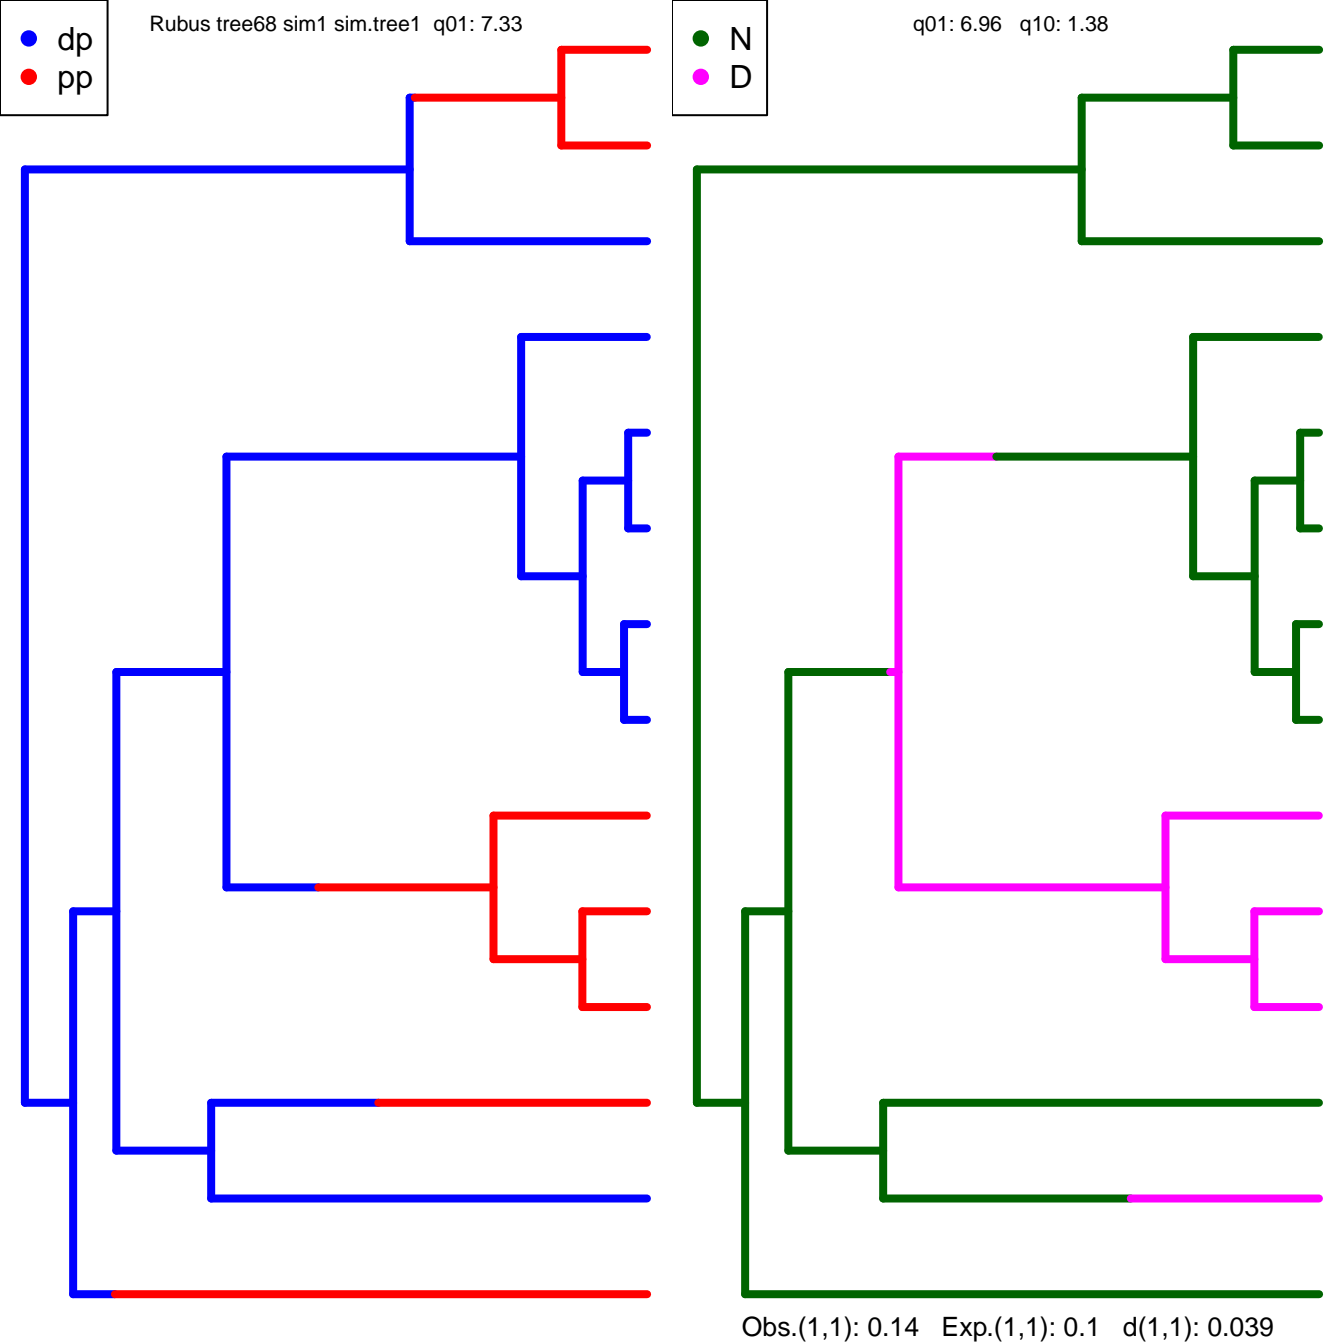 dp
pp
Rubus tree68 sim1 sim.tree1 q01: 7.33
N
D
q01: 6.96 q10: 1.38
Obs.(1,1): 0.14 Exp.(1,1): 0.1 d(1,1): 0.039